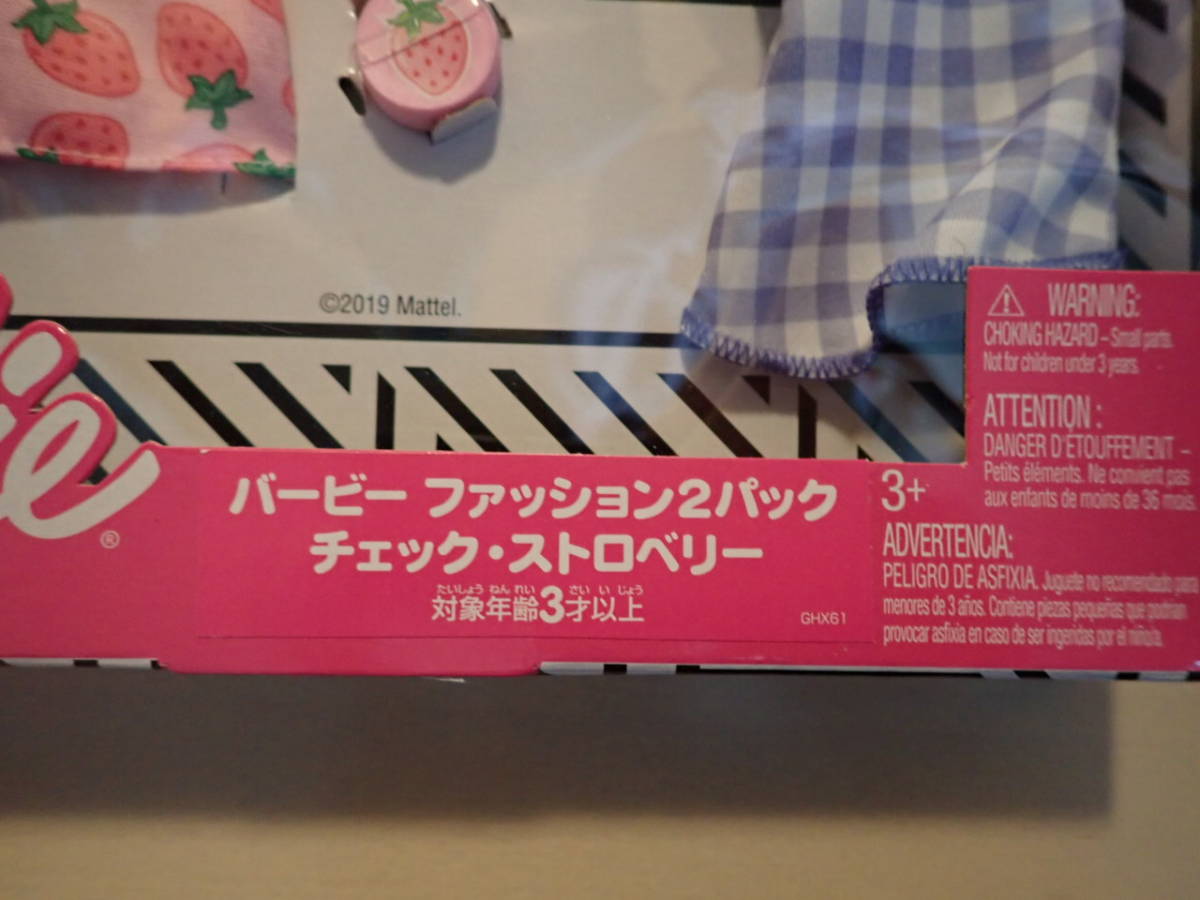 ©2019 Mattel.
ie®
バービー ファッション2パック
チェック・ストロベリー
たいしょう ねん れい さい い じょう
対象年齢3才以上
GHX61
3+
WARNING:
CHOKING HAZARD – Small parts.
Not for children under 3 years.
ATTENTION :
DANGER D'ÉTOUFFEMENT –
Petits éléments. Ne convient pas
aux enfants de moins de 36 mois.
ADVERTENCIA:
PELIGRO DE ASFIXIA. Juguete no recomendado para
menores de 3 años. Contiene piezas pequeñas que podrían
provocar asfixia en caso de ser ingeridas por el niño/a.